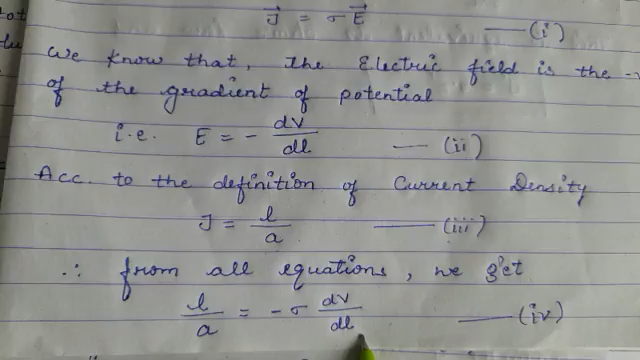 J⃗ = σE⃗ —— (i)
We know that, the Electric field is the -
of the gradient of potential
i.e. E = - dV/dl —— (ii)
Acc. to the definition of Current Density
J = l/a —— (iii)
∴ from all equations, we get
l/a = - σ dV/dl —— (iv)